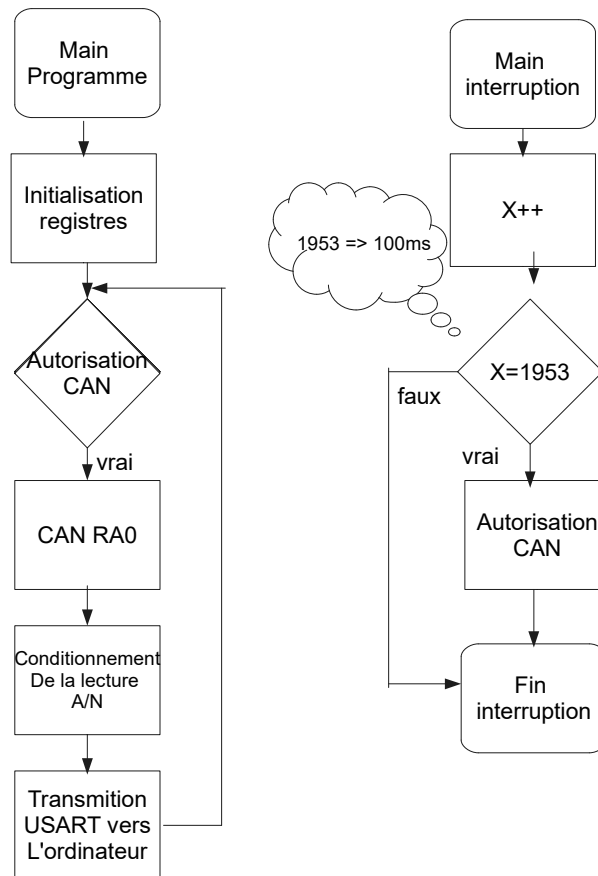 Main
Programme
Initialisation
registres
Autorisation
CAN
vrai
CAN RA0
Conditionnement
De la lecture
A/N
Transmition
USART vers
L'ordinateur
Main
interruption
X++
1953 => 100ms
X=1953
faux
vrai
Autorisation
CAN
Fin
interruption